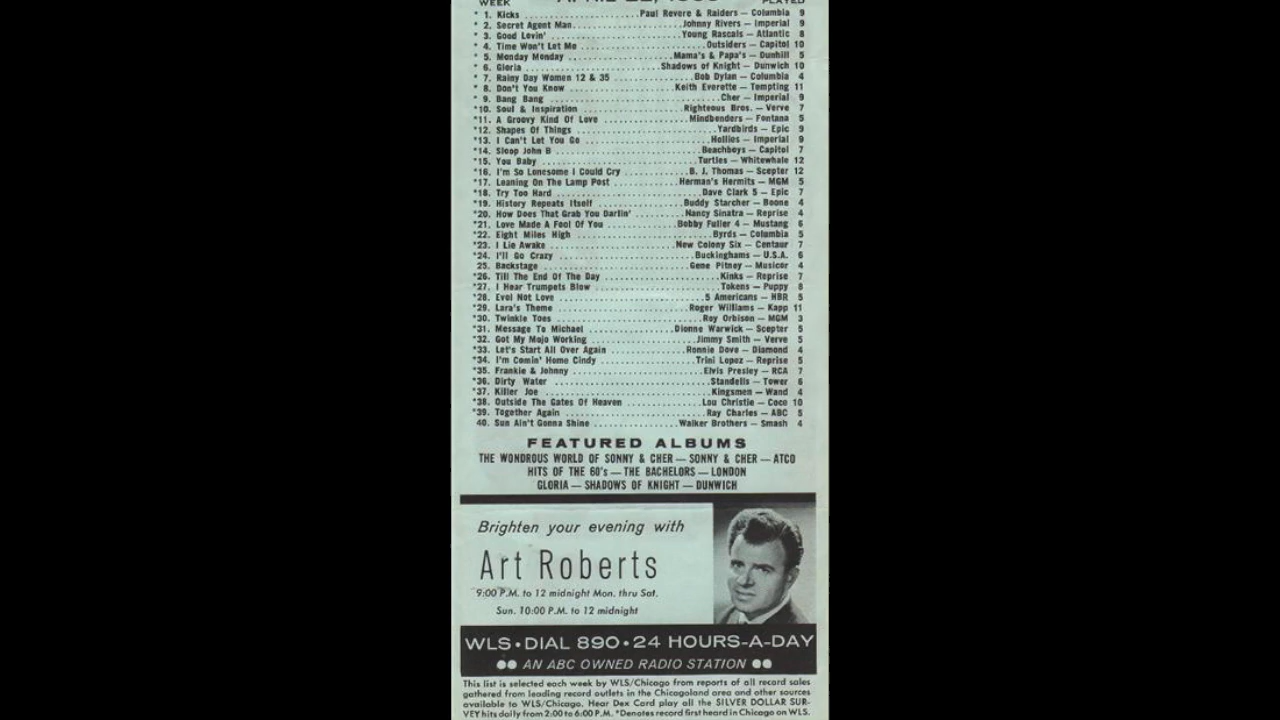 WEEK PLAYED
* 1. Kicks ........................ Paul Revere & Raiders — Columbia 9
* 2. Secret Agent Man ........................ Johnny Rivers — Imperial 9
* 3. Good Lovin' ........................ Young Rascals — Atlantic 8
* 4. Time Won't Let Me ........................ Outsiders — Capitol 10
* 5. Monday Monday ........................ Mama's & Papa's — Dunhill 5
* 6. Gloria ........................ Shadows of Knight — Dunwich 10
* 7. Rainy Day Women 12 & 35 ........................ Bob Dylan — Columbia 4
* 8. Don't You Know ........................ Keith Everette — Tempting 11
* 9. Bang Bang ........................ Cher — Imperial 9
*10. Soul & Inspiration ........................ Righteous Bros. — Verve 7
*11. A Groovy Kind Of Love ........................ Mindbenders — Fontana 5
*12. Shapes Of Things ........................ Yardbirds — Epic 9
*13. I Can't Let You Go ........................ Hollies — Imperial 9
*14. Sloop John B ........................ Beachboys — Capitol 7
*15. You Baby ........................ Turtles — Whitewhale 12
*16. I'm So Lonesome I Could Cry ........................ B. J. Thomas — Scepter 12
*17. Leaning On The Lamp Post ........................ Herman's Hermits — MGM 5
*18. Try Too Hard ........................ Dave Clark 5 — Epic 7
*19. History Repeats Itself ........................ Buddy Starcher — Boone 4
*20. How Does That Grab You Darlin' ........................ Nancy Sinatra — Reprise 4
*21. Love Made A Fool Of You ........................ Bobby Fuller 4 — Mustang 6
*22. Eight Miles High ........................ Byrds — Columbia 5
*23. I Lie Awake ........................ New Colony Six — Centaur 7
*24. I'll Go Crazy ........................ Buckinghams — U.S.A. 6
25. Backstage ........................ Gene Pitney — Musicor 4
*26. Till The End Of The Day ........................ Kinks — Reprise 7
*27. I Hear Trumpets Blow ........................ Tokens — Puppy 8
*28. Evol Not Love ........................ 5 Americans — HBR 5
*29. Lara's Theme ........................ Roger Williams — Kapp 11
*30. Twinkle Toes ........................ Roy Orbison — MGM 3
*31. Message To Michael ........................ Dionne Warwick — Scepter 5
*32. Got My Mojo Working ........................ Jimmy Smith — Verve 5
*33. Let's Start All Over Again ........................ Ronnie Dove — Diamond 4
*34. I'm Comin' Home Cindy ........................ Trini Lopez — Reprise 5
*35. Frankie & Johnny ........................ Elvis Presley — RCA 7
*36. Dirty Water ........................ Standells — Tower 6
*37. Killer Joe ........................ Kingsmen — Wand 4
*38. Outside The Gates Of Heaven ........................ Lou Christie — Coce 10
*39. Together Again ........................ Ray Charles — ABC 5
40. Sun Ain't Gonna Shine ........................ Walker Brothers — Smash 4
FEATURED ALBUMS
THE WONDROUS WORLD OF SONNY & CHER — SONNY & CHER — ATCO
HITS OF THE 60's — THE BACHELORS — LONDON
GLORIA — SHADOWS OF KNIGHT — DUNWICH
Brighten your evening with
Art Roberts
9:00 P.M. to 12 midnight Mon. thru Sat.
Sun. 10:00 P.M. to 12 midnight
WLS • DIAL 890 • 24 HOURS-A-DAY
●● AN ABC OWNED RADIO STATION ●●
This list is selected each week by WLS/Chicago from reports of all record sales
gathered from leading record outlets in the Chicagoland area and other sources
available to WLS/Chicago. Hear Dex Card play all the SILVER DOLLAR SUR-
VEY hits daily from 2:00 to 6:00 P.M. *Denotes record first heard in Chicago on WLS.